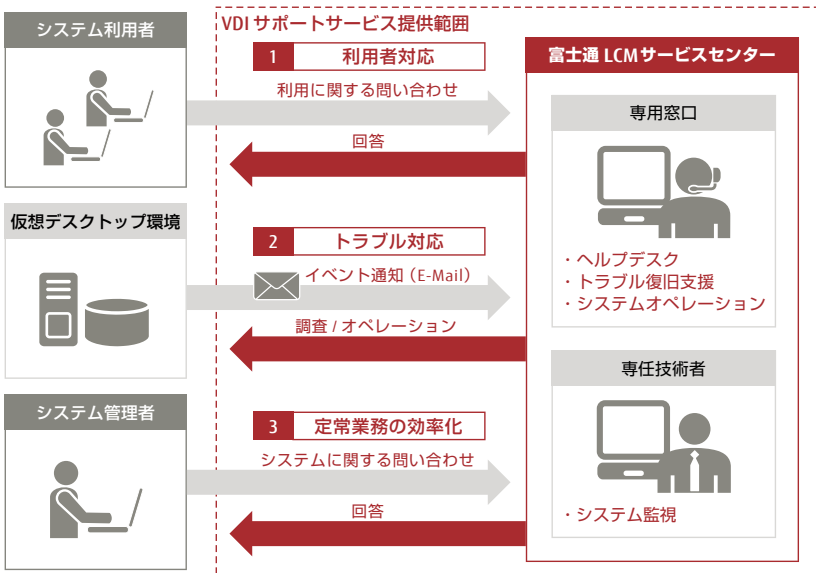 VDI サポートサービス提供範囲
システム利用者
1 利用者対応
利用に関する問い合わせ
回答
仮想デスクトップ環境
2 トラブル対応
イベント通知（E-Mail）
調査 / オペレーション
システム管理者
3 定常業務の効率化
システムに関する問い合わせ
回答
富士通 LCMサービスセンター
専用窓口
・ヘルプデスク
・トラブル復旧支援
・システムオペレーション
専任技術者
・システム監視